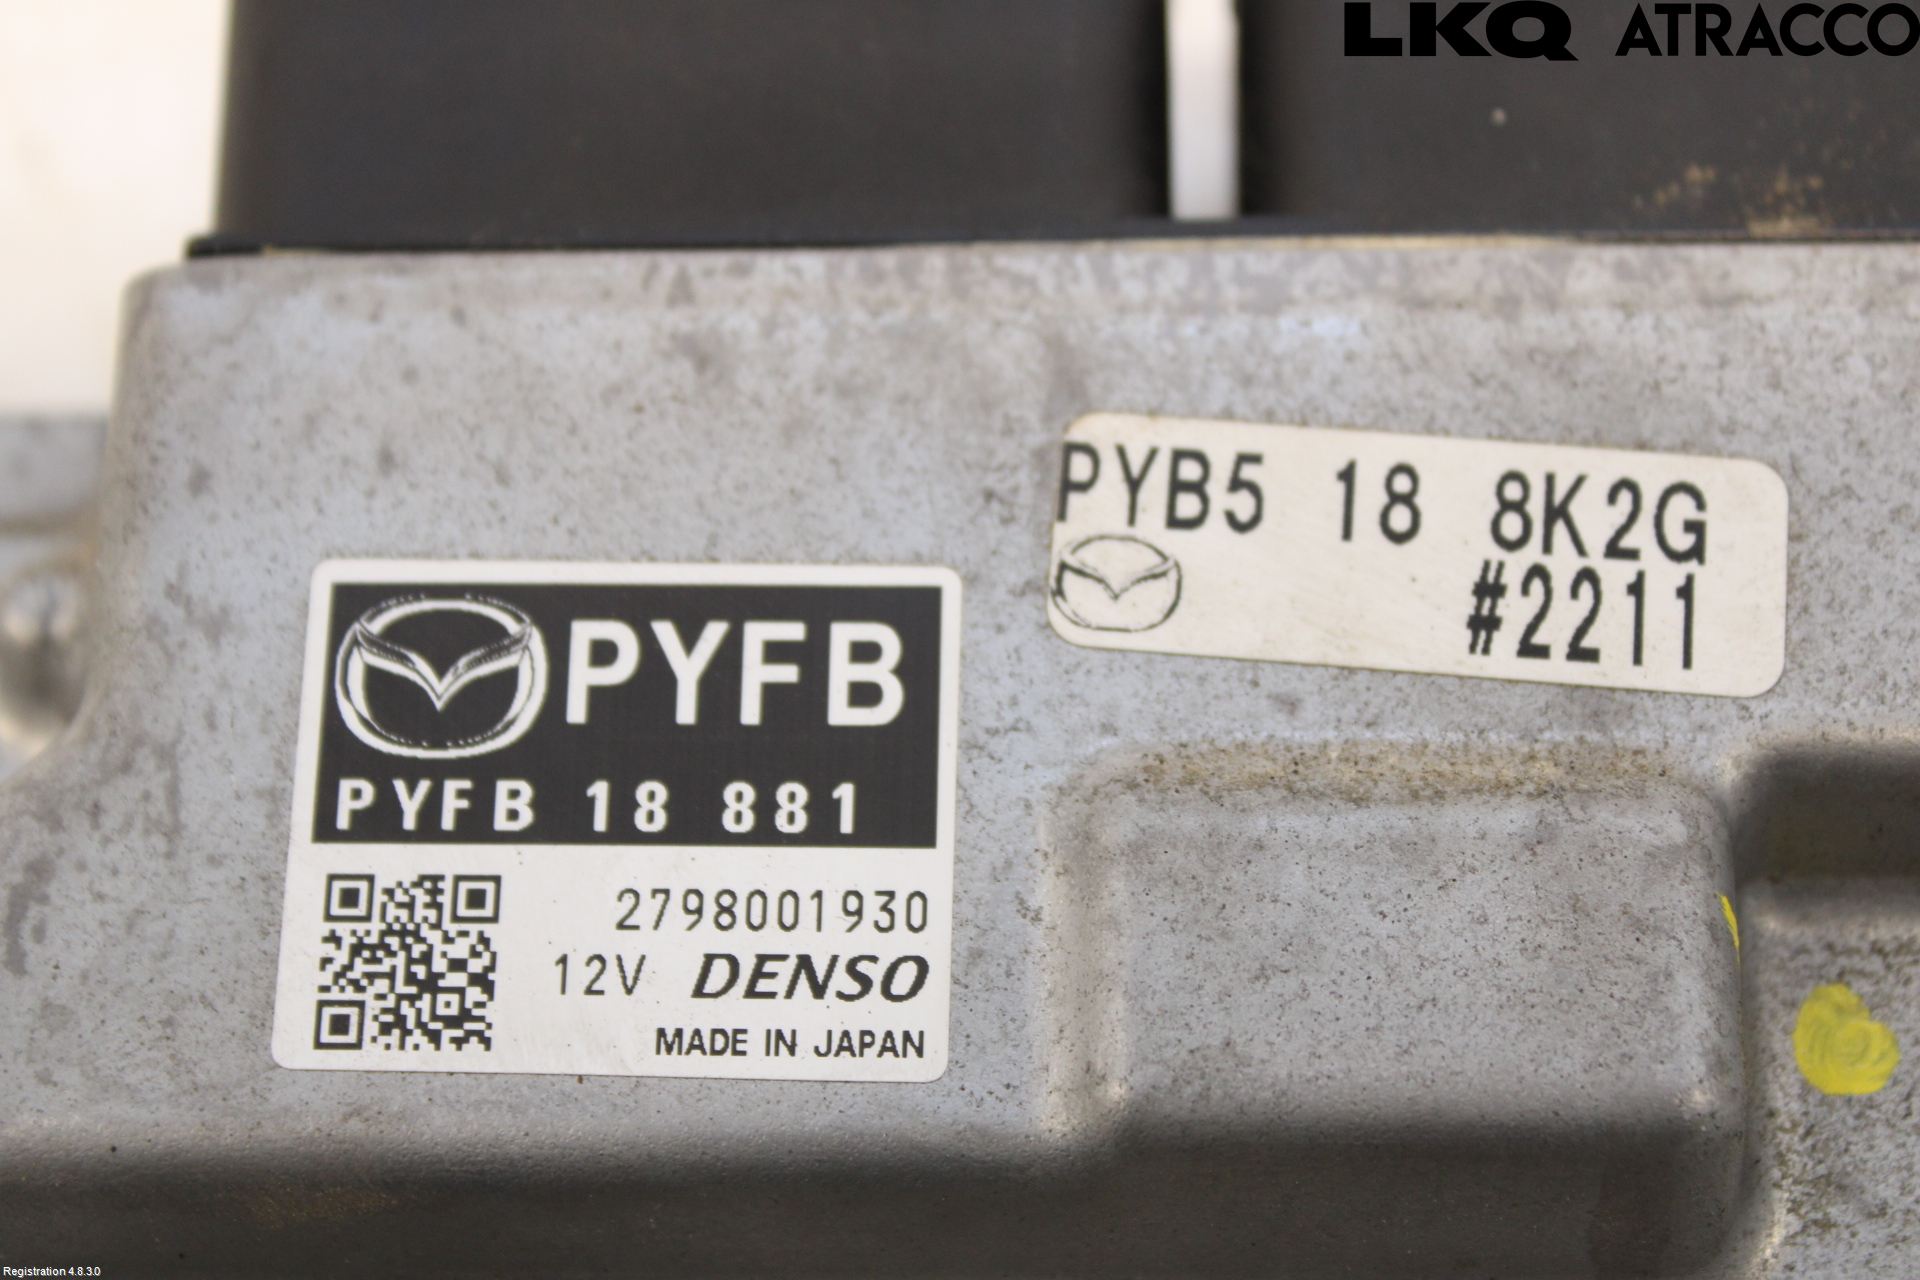 LKQ ATRACCO
PYB5 18 8K2G
#2211
PYFB
PYFB 18 881
2798001930
12V DENSO
MADE IN JAPAN
Registration 4.8.3.0